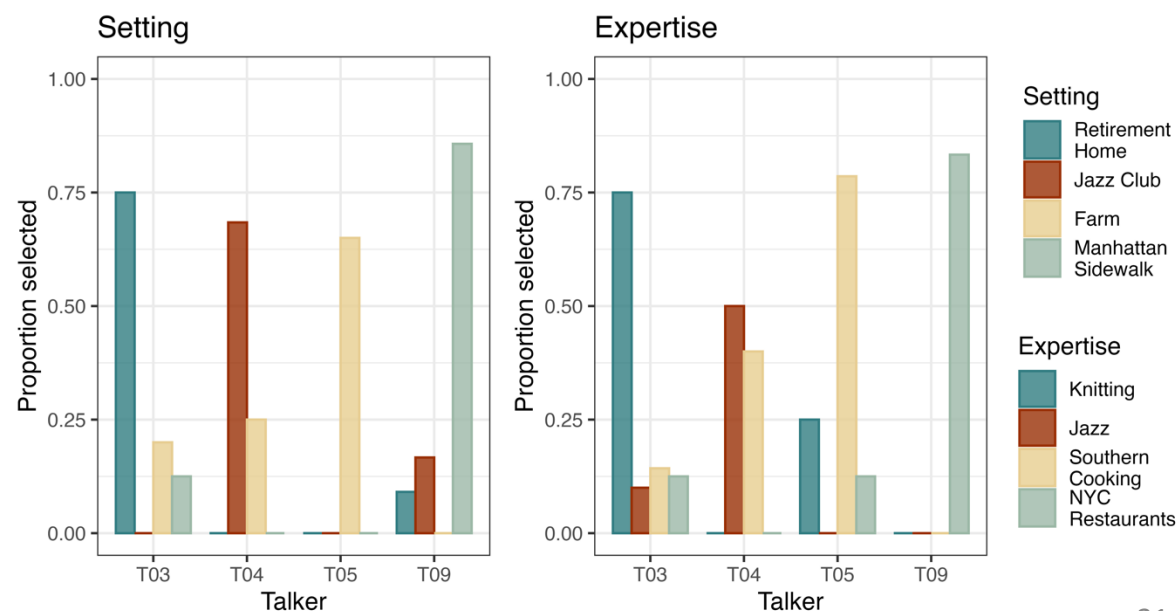 Setting
Expertise
Proportion selected
1.00
0.75
0.50
0.25
0.00
T03 T04 T05 T09
Talker
Proportion selected
1.00
0.75
0.50
0.25
0.00
T03 T04 T05 T09
Talker
Setting
Retirement
Home
Jazz Club
Farm
Manhattan
Sidewalk
Expertise
Knitting
Jazz
Southern
Cooking
NYC
Restaurants